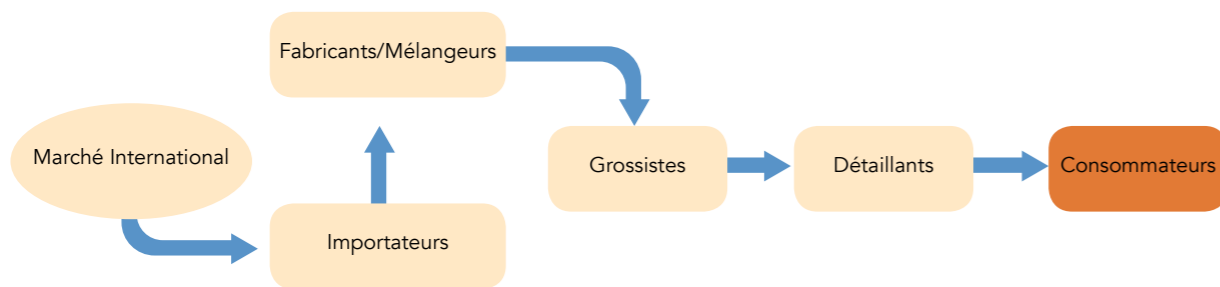 Fabricants/Mélangeurs
Marché International
Grossistes
Détaillants
Consommateurs
Importateurs